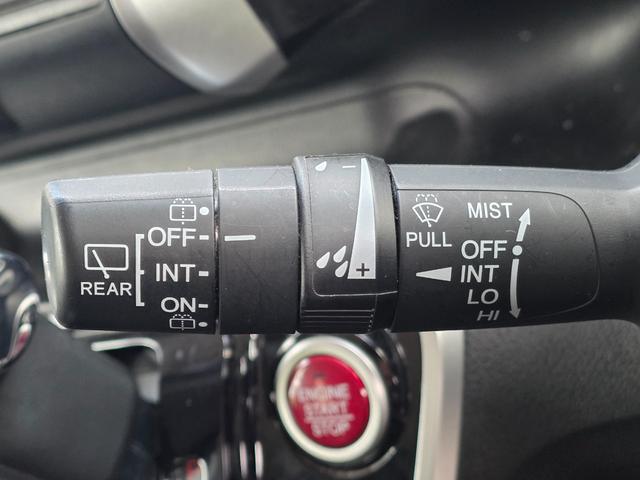 OFF
INT
ON
REAR
- +
PULL
MIST
OFF
INT
LO
HI
ENGINE
START
STOP